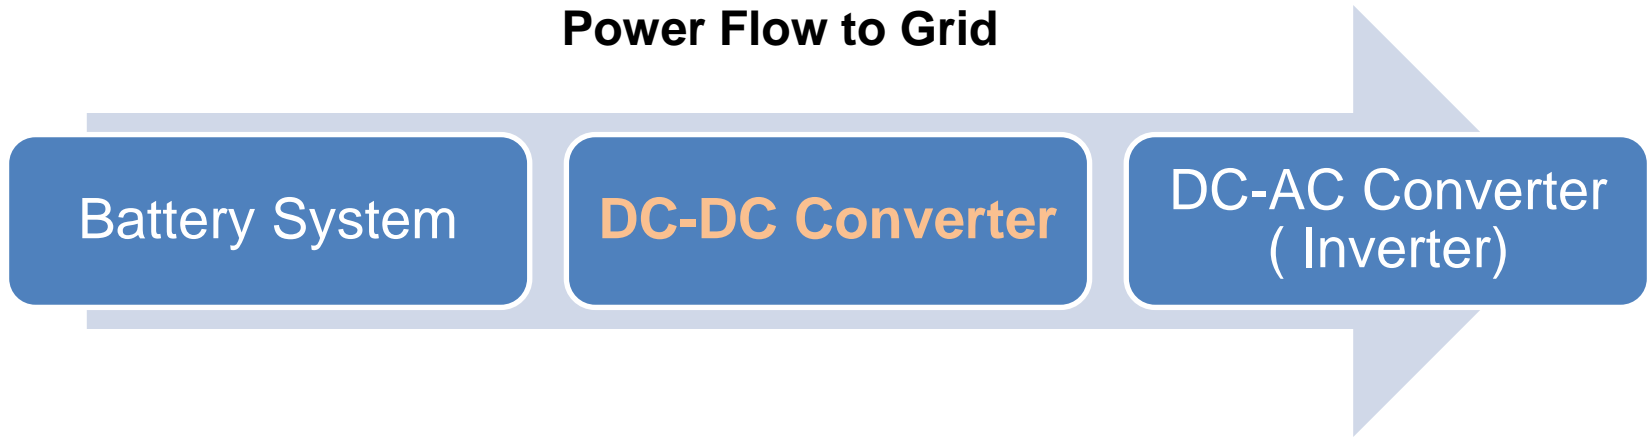 Power Flow to Grid
Battery System
DC-DC Converter
DC-AC Converter
( Inverter)